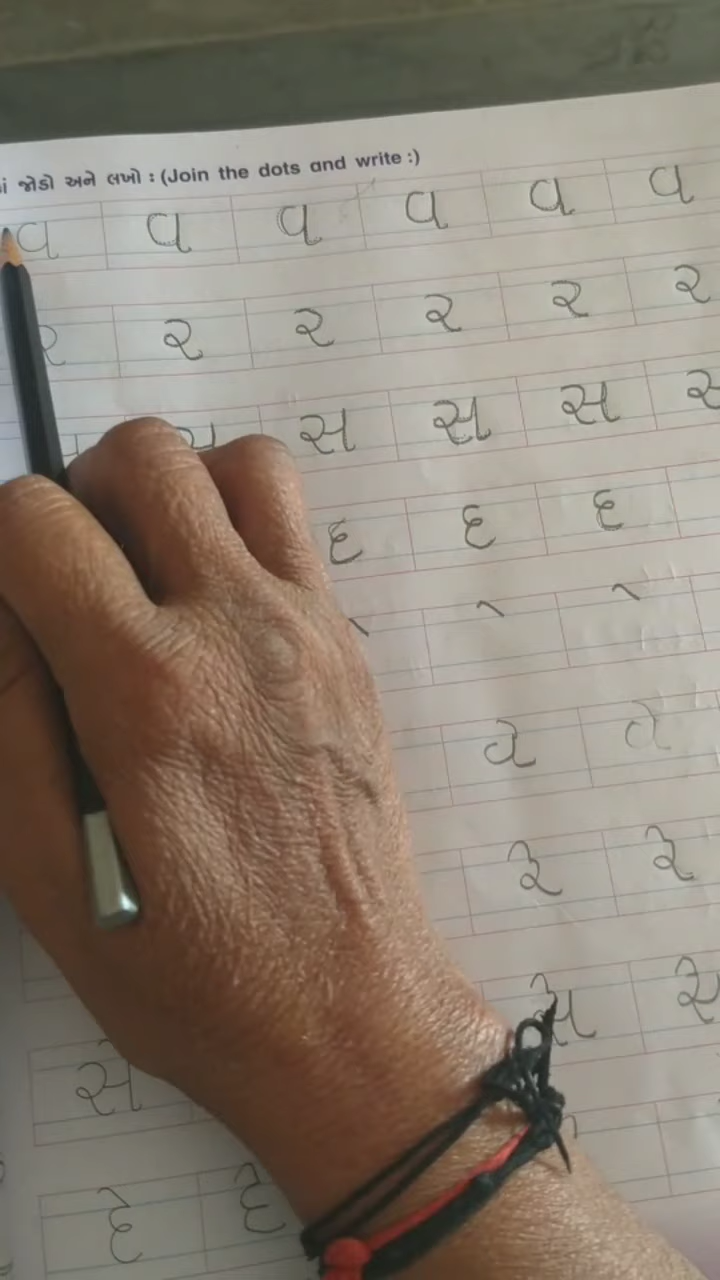 જોડો અને લખો : (Join the dots and write :)
વ વ વ વ વ વ
ર ર ર ર ર ર
સ સ સ
દ દ દ
ે ે
વે વે
રે રે
સે
સે
દે દે